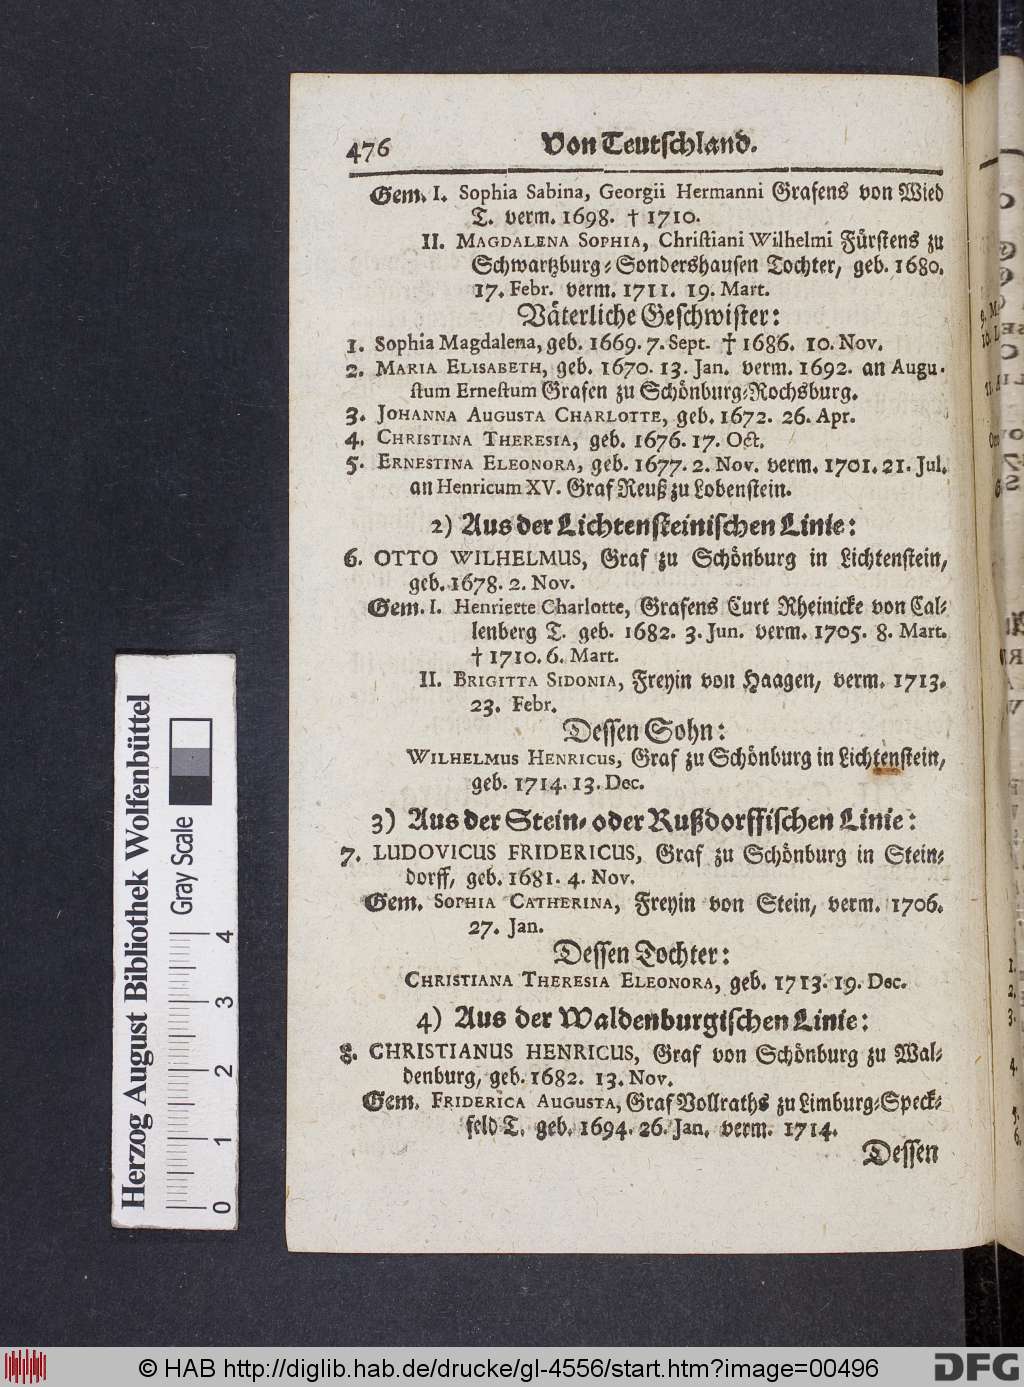 476 Von Teutschland.
Gem. I. Sophia Sabina, Georgii Hermanni Grafens von Wied
T. verm. 1698. † 1710.
II. MAGDALENA SOPHIA, Christiani Wilhelmi Fürstens zu
Schwartzburg-Sondershausen Tochter, geb. 1680.
17. Febr. verm. 1711. 19. Mart.
Väterliche Geschwister:
1. Sophia Magdalena, geb. 1669. 7. Sept. † 1686. 10. Nov.
2. MARIA ELISABETH, geb. 1670. 13. Jan. verm. 1692. an Augu-
stum Ernestum Grafen zu Schönburg-Rochsburg.
3. JOHANNA AUGUSTA CHARLOTTE, geb. 1672. 26. Apr.
4. CHRISTINA THERESIA, geb. 1676. 17. Oct.
5. ERNESTINA ELEONORA, geb. 1677. 2. Nov. verm. 1701. 21. Jul.
an Henricum XV. Graf Reuß zu Lobenstein.
2) Aus der Lichtensteinischen Linie:
6. OTTO WILHELMUS, Graf zu Schönburg in Lichtenstein,
geb. 1678. 2. Nov.
Gem. I. Henriette Charlotte, Grafens Curt Rheinicke von Cal-
lenberg T. geb. 1682. 3. Jun. verm. 1705. 8. Mart.
† 1710. 6. Mart.
II. BRIGITTA SIDONIA, Freyin von Haagen, verm. 1713.
23. Febr.
Dessen Sohn:
WILHELMUS HENRICUS, Graf zu Schönburg in Lichtenstein,
geb. 1714. 13. Dec.
3) Aus der Stein- oder Rußdorffischen Linie:
7. LUDOVICUS FRIDERICUS, Graf zu Schönburg in Stein-
dorff, geb. 1681. 4. Nov.
Gem. SOPHIA CATHERINA, Freyin von Stein, verm. 1706.
27. Jan.
Dessen Tochter:
CHRISTIANA THERESIA ELEONORA, geb. 1713. 19. Dec.
4) Aus der Waldenburgischen Linie:
8. CHRISTIANUS HENRICUS, Graf von Schönburg zu Wal-
denburg, geb. 1682. 13. Nov.
Gem. FRIDERICA AUGUSTA, Graf Vollraths zu Limburg-Speck-
feld T. geb. 1694. 26. Jan. verm. 1714.
Dessen
Herzog August Bibliothek Wolfenbüttel
Gray Scale
0 1 2 3 4
© HAB http://diglib.hab.de/drucke/gl-4556/start.htm?image=00496
DFG